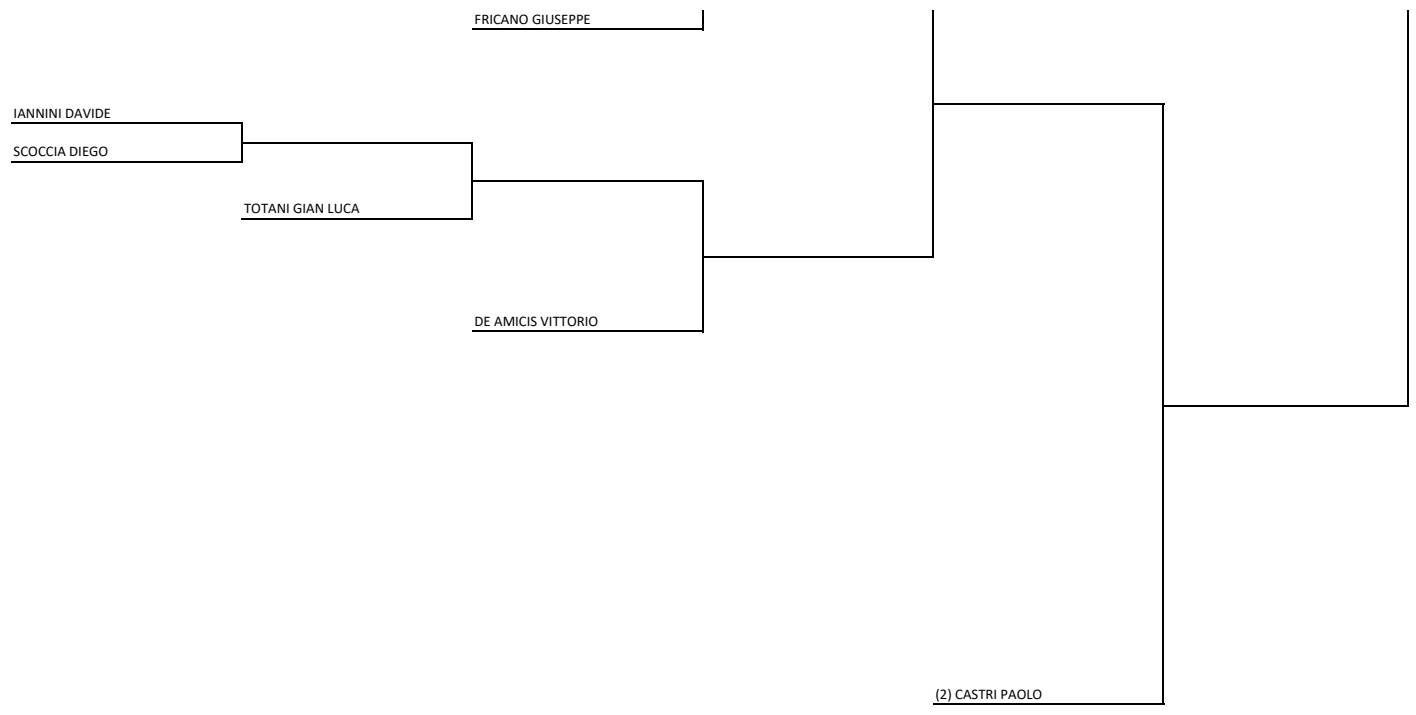 FRICANO GIUSEPPE
IANNINI DAVIDE
SCOCCIA DIEGO
TOTANI GIAN LUCA
DE AMICIS VITTORIO
(2) CASTRI PAOLO